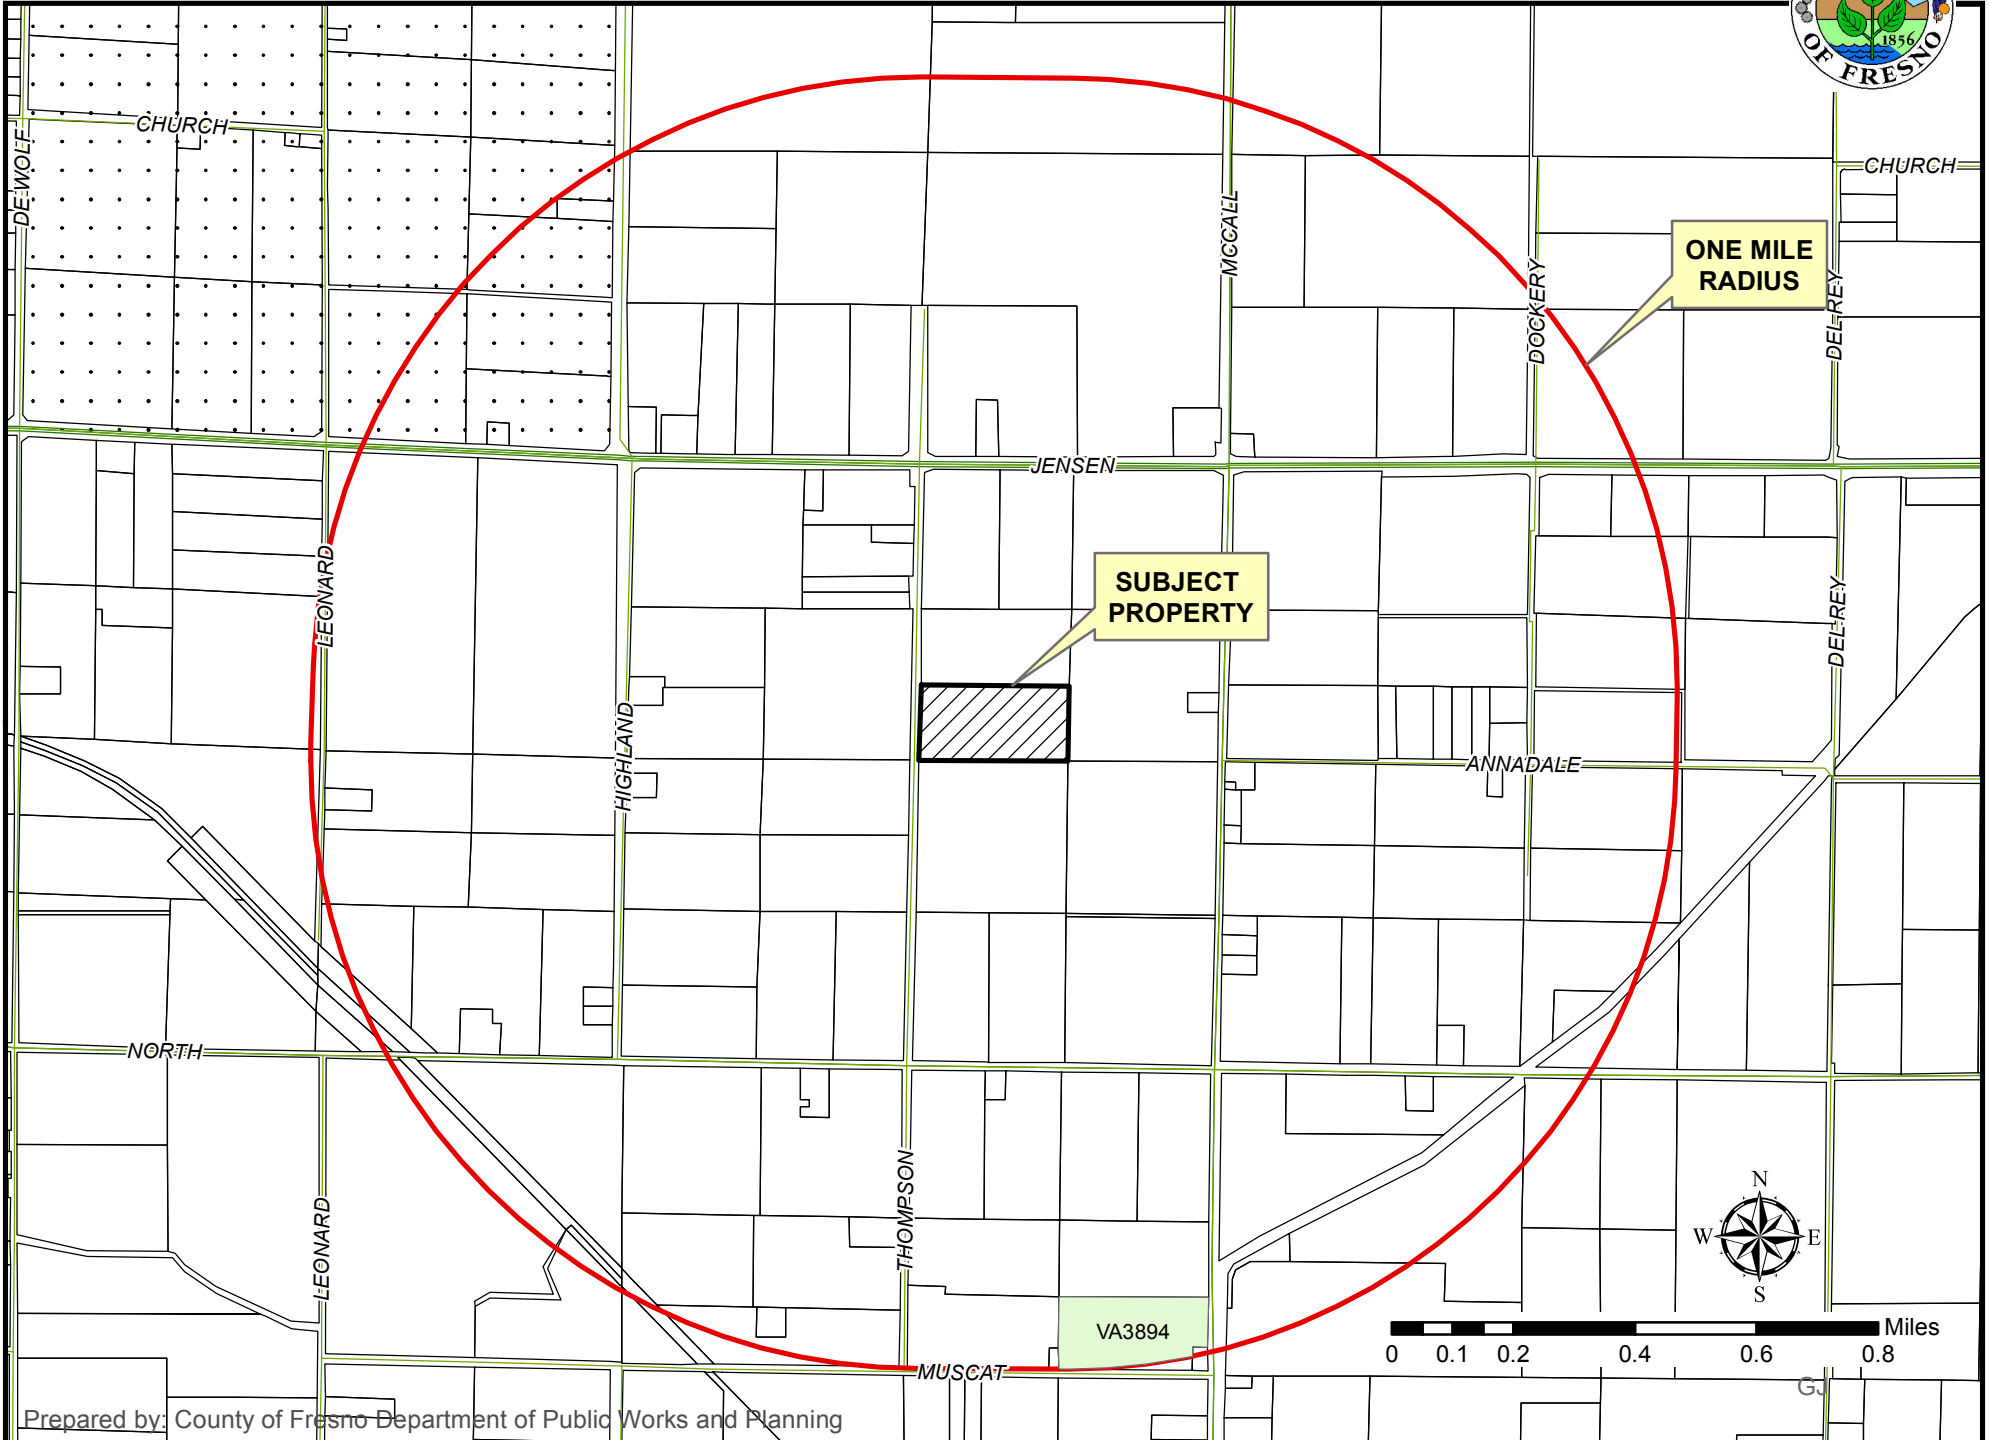 1856
OF FRESNO
CHURCH
DE WOLF
CHURCH
MCCALL
ONE MILE
RADIUS
DOCKERY
DEL REY
JENSEN
LEONARD
SUBJECT
PROPERTY
DEL REY
HIGHLAND
ANNADALE
NORTH
THOMPSON
LEONARD
N
W
E
S
VA3894
Miles
0 0.1 0.2 0.4 0.6 0.8
MUSCAT
GJ
Prepared by: County of Fresno Department of Public Works and Planning